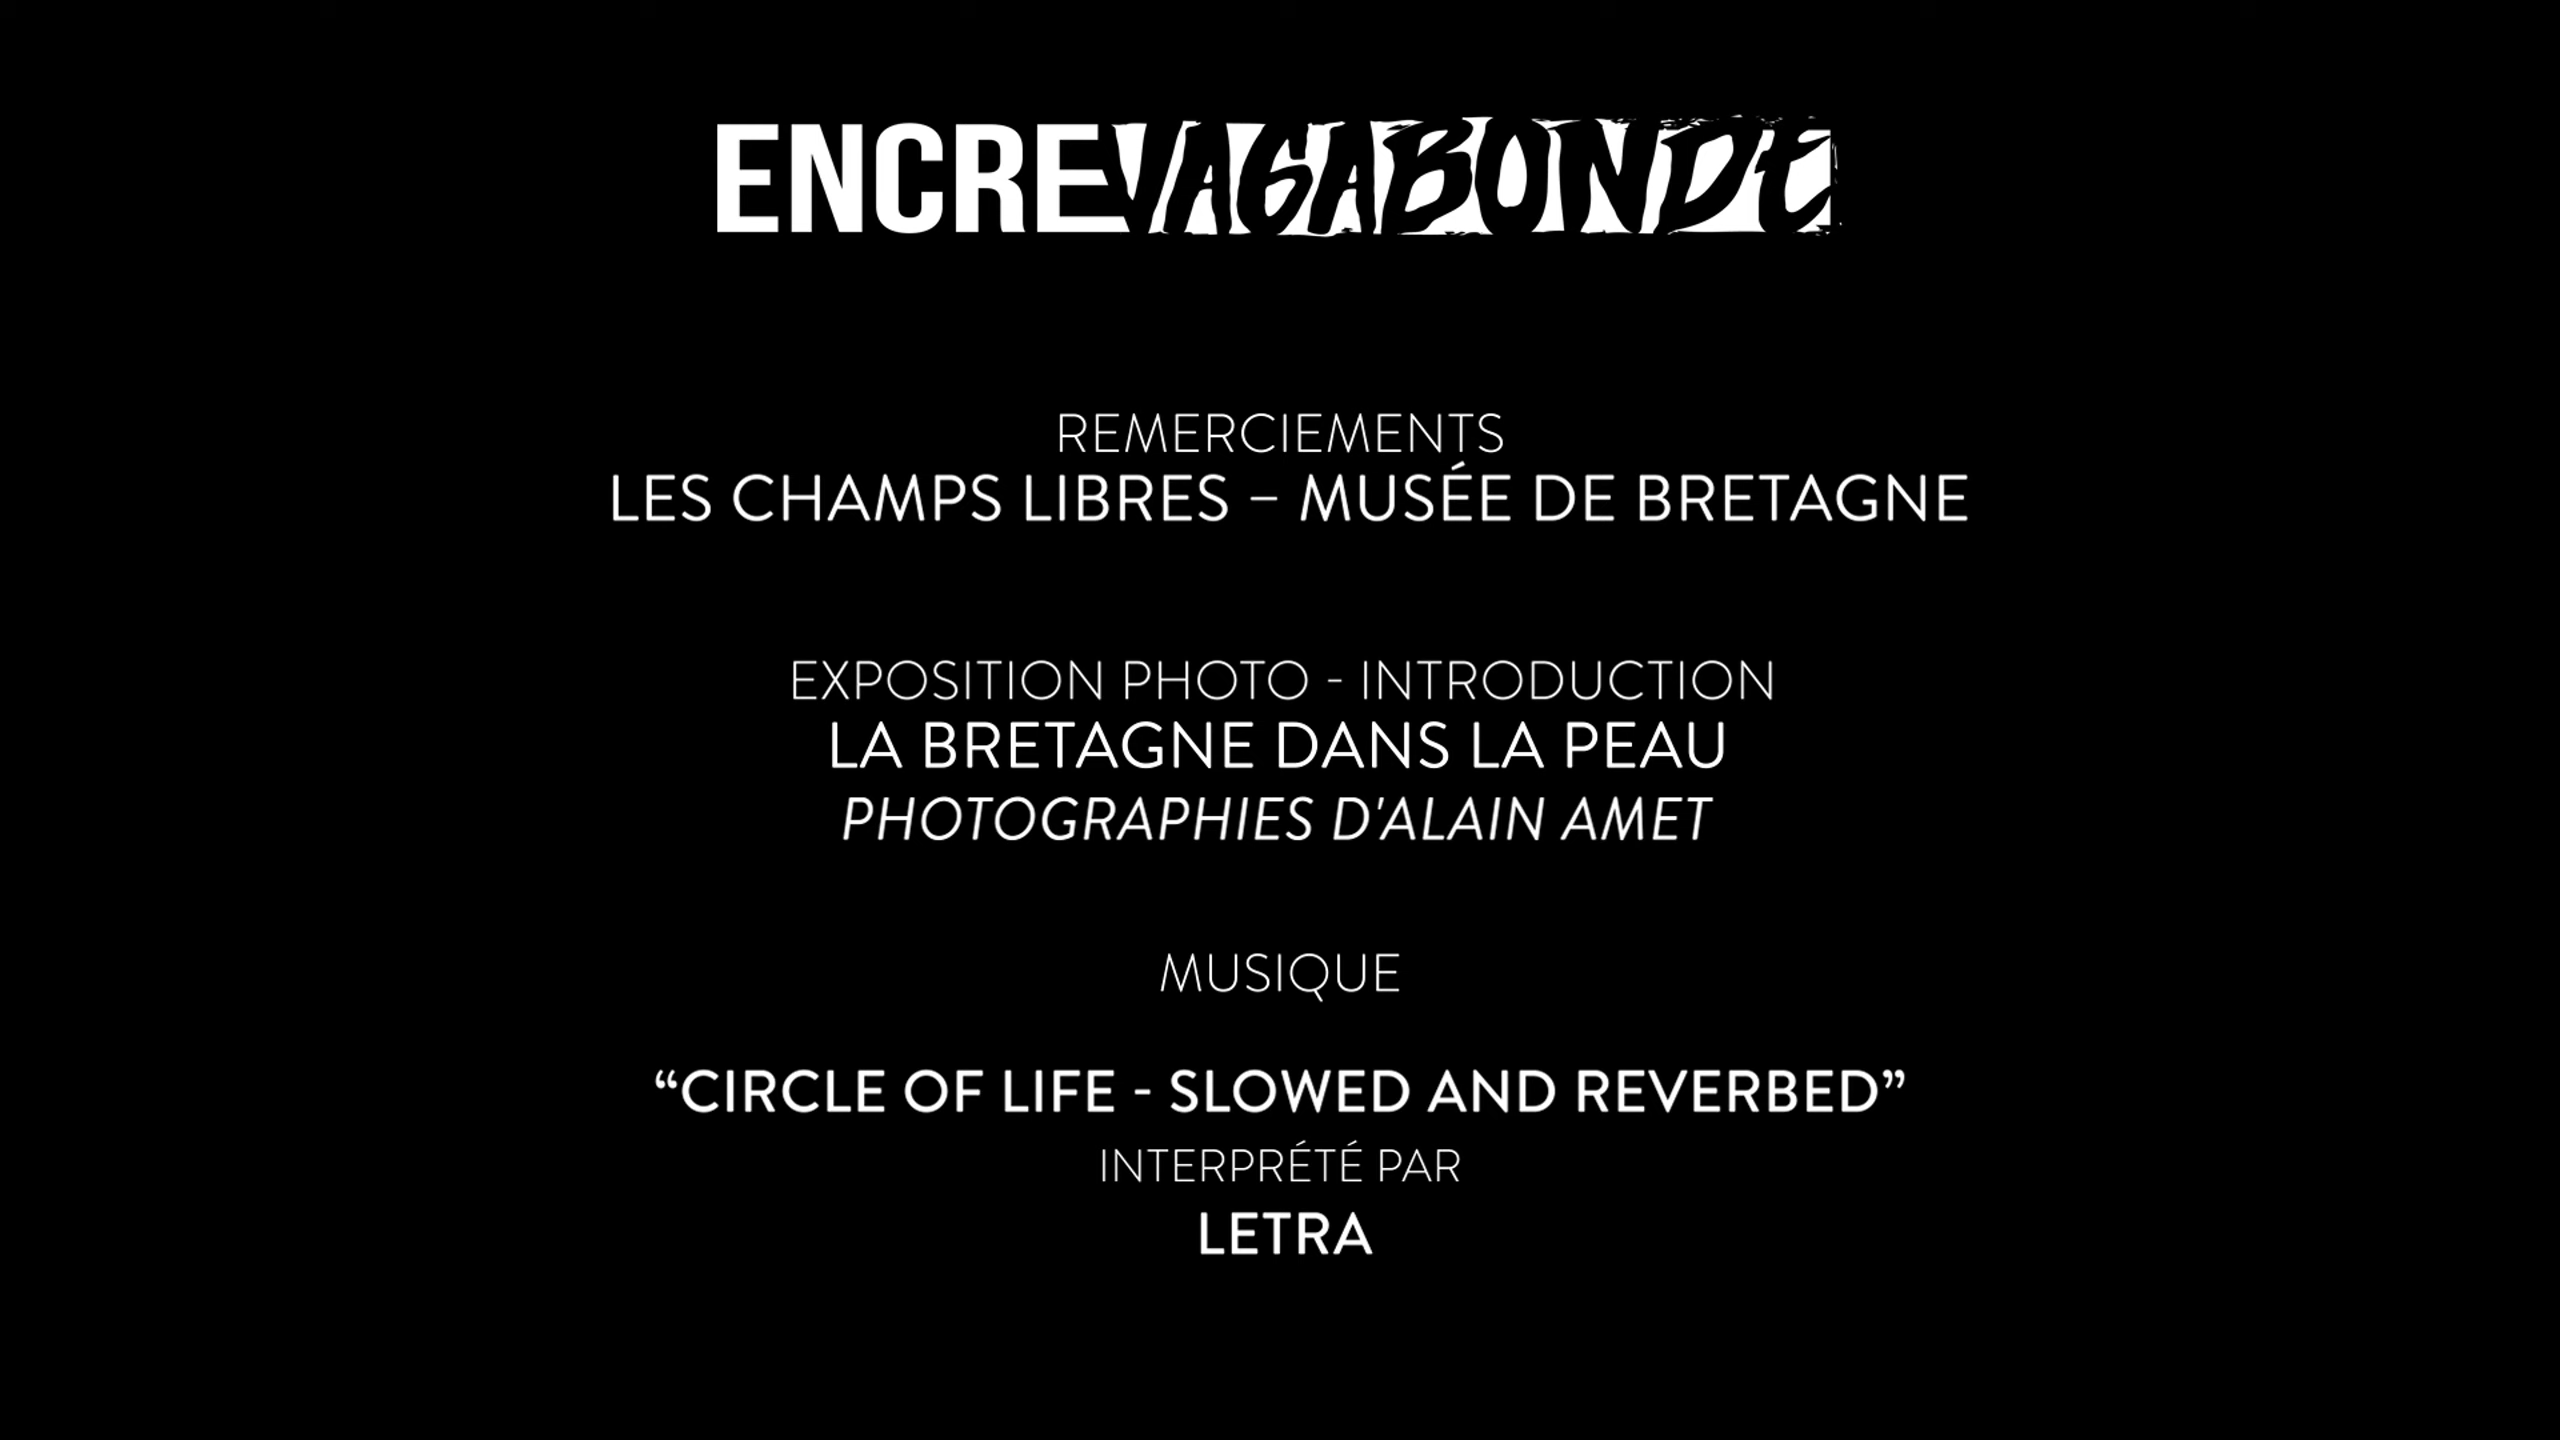 ENCREVAGABONDE
REMERCIEMENTS
LES CHAMPS LIBRES – MUSÉE DE BRETAGNE
EXPOSITION PHOTO - INTRODUCTION
LA BRETAGNE DANS LA PEAU
PHOTOGRAPHIES D'ALAIN AMET
MUSIQUE
“CIRCLE OF LIFE - SLOWED AND REVERBED”
INTERPRÉTÉ PAR
LETRA